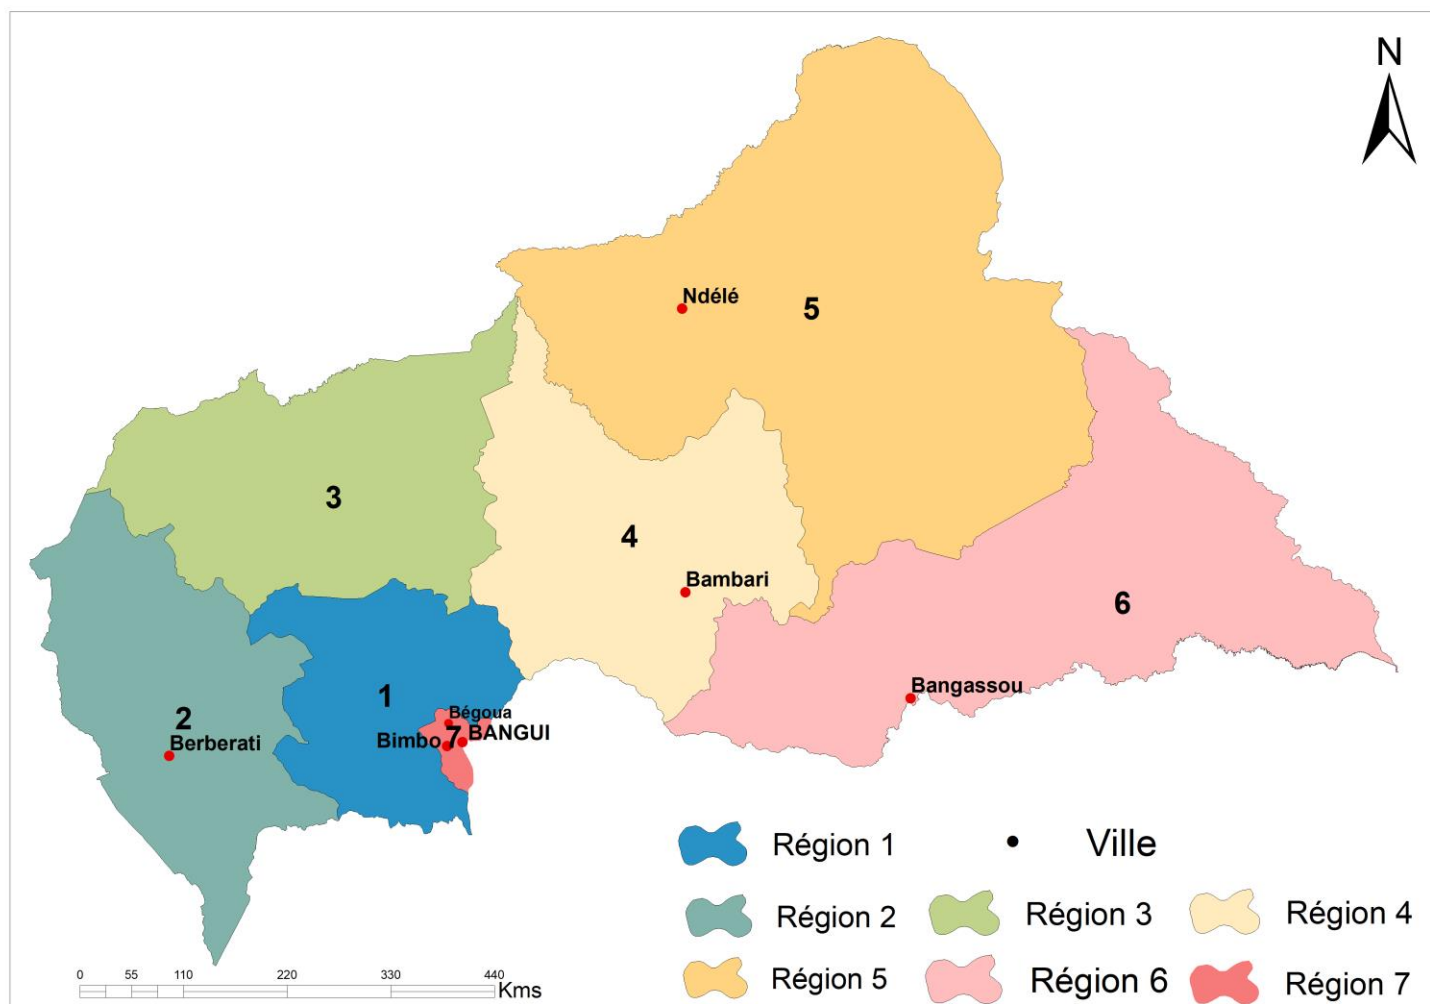 N
Ndélé
5
3
4
Bambari
6
Bangassou
1
2
Berberati
Bégoua
7
Bimbo
BANGUI
Région 1
Ville
Région 2
Région 3
Région 4
Région 5
Région 6
Région 7
0 55 110 220 330 440
Kms